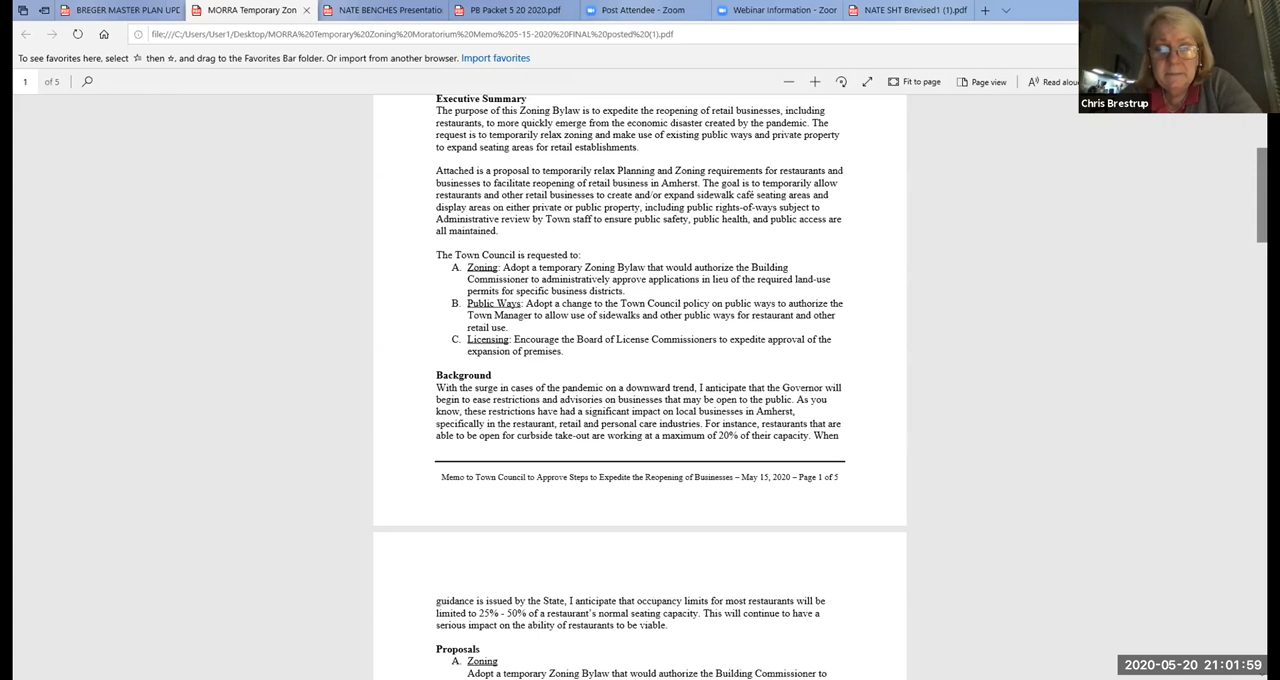 BREGER MASTER PLAN UPD
MORRA Temporary Zon
NATE BENCHES Presentatio
PB Packet 5 20 2020.pdf
Post Attendee - Zoom
Webinar Information - Zoor
NATE SHT Brevised1 (1).pdf
file:///C:/Users/User1/Desktop/MORRA%20Temporary%20Zoning%20Moratorium%20Memo%205-15-2020%20FINAL%20posted%20(1).pdf
To see favorites here, select ☆ then ☆, and drag to the Favorites Bar folder. Or import from another browser. Import favorites
1 of 5
Fit to page
Page view
Read alou
Chris Brestrup
Executive Summary
The purpose of this Zoning Bylaw is to expedite the reopening of retail businesses, including
restaurants, to more quickly emerge from the economic disaster created by the pandemic. The
request is to temporarily relax zoning and make use of existing public ways and private property
to expand seating areas for retail establishments.
Attached is a proposal to temporarily relax Planning and Zoning requirements for restaurants and
businesses to facilitate reopening of retail business in Amherst. The goal is to temporarily allow
restaurants and other retail businesses to create and/or expand sidewalk café seating areas and
display areas on either private or public property, including public rights-of-ways subject to
Administrative review by Town staff to ensure public safety, public health, and public access are
all maintained.
The Town Council is requested to:
A. Zoning: Adopt a temporary Zoning Bylaw that would authorize the Building
Commissioner to administratively approve applications in lieu of the required land-use
permits for specific business districts.
B. Public Ways: Adopt a change to the Town Council policy on public ways to authorize the
Town Manager to allow use of sidewalks and other public ways for restaurant and other
retail use.
C. Licensing: Encourage the Board of License Commissioners to expedite approval of the
expansion of premises.
Background
With the surge in cases of the pandemic on a downward trend, I anticipate that the Governor will
begin to ease restrictions and advisories on businesses that may be open to the public. As you
know, these restrictions have had a significant impact on local businesses in Amherst,
specifically in the restaurant, retail and personal care industries. For instance, restaurants that are
able to be open for curbside take-out are working at a maximum of 20% of their capacity. When
Memo to Town Council to Approve Steps to Expedite the Reopening of Businesses – May 15, 2020 – Page 1 of 5
guidance is issued by the State, I anticipate that occupancy limits for most restaurants will be
limited to 25% - 50% of a restaurant's normal seating capacity. This will continue to have a
serious impact on the ability of restaurants to be viable.
Proposals
A. Zoning
Adopt a temporary Zoning Bylaw that would authorize the Building Commissioner to
2020-05-20 21:01:59